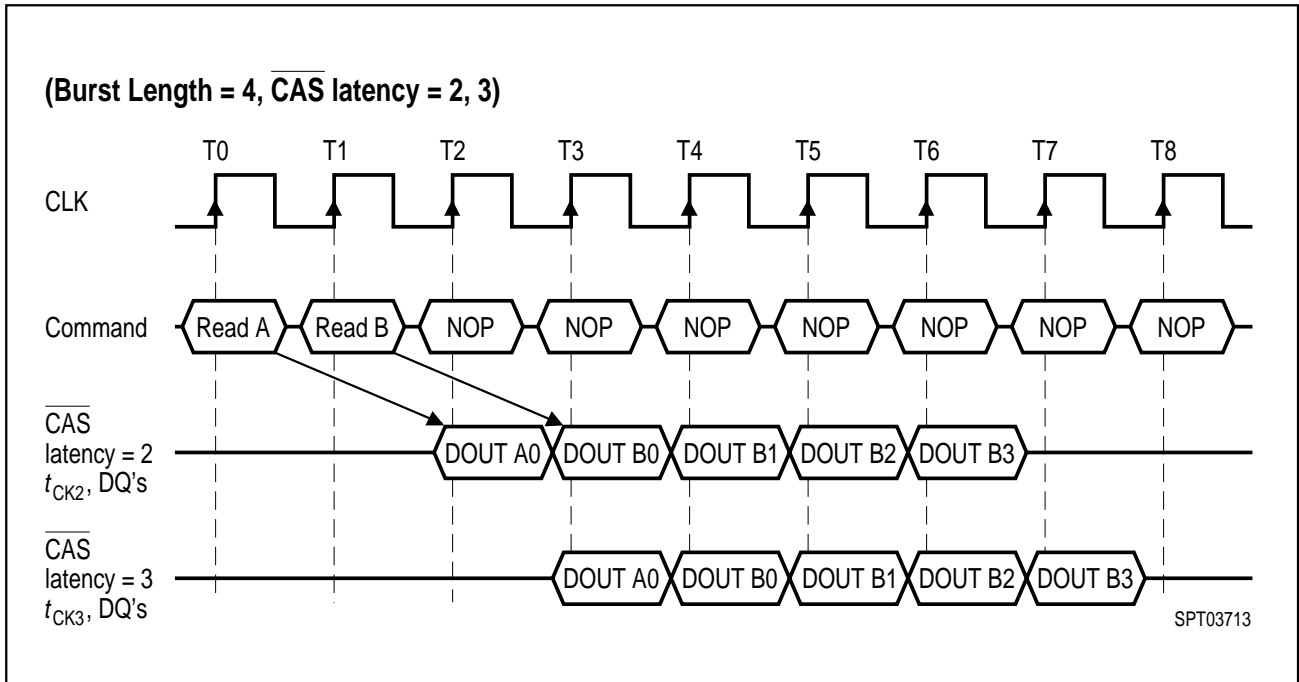 (Burst Length = 4, CAS latency = 2, 3)
T0 T1 T2 T3 T4 T5 T6 T7 T8
CLK
Command Read A Read B NOP NOP NOP NOP NOP NOP NOP
CAS
latency = 2
tCK2, DQ's
DOUT A0 DOUT B0 DOUT B1 DOUT B2 DOUT B3
CAS
latency = 3
tCK3, DQ's
DOUT A0 DOUT B0 DOUT B1 DOUT B2 DOUT B3
SPT03713